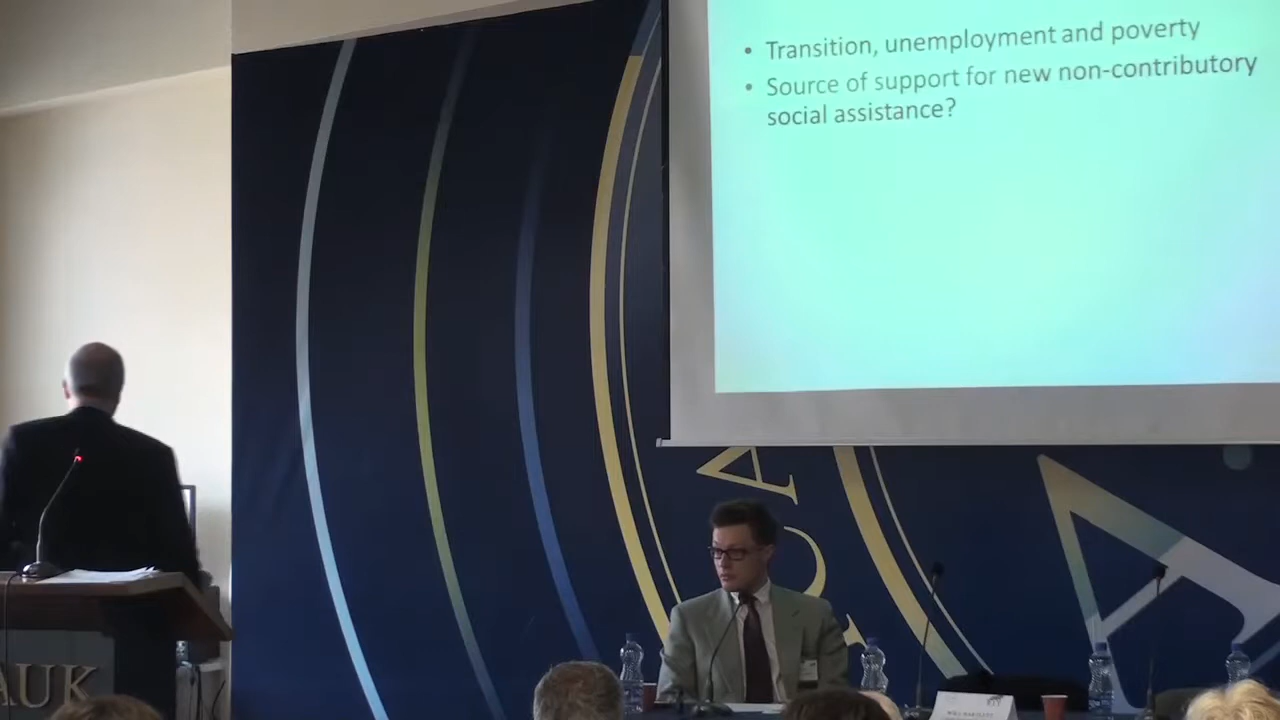 • Transition, unemployment and poverty
• Source of support for new non-contributory
social assistance?
AUK
A